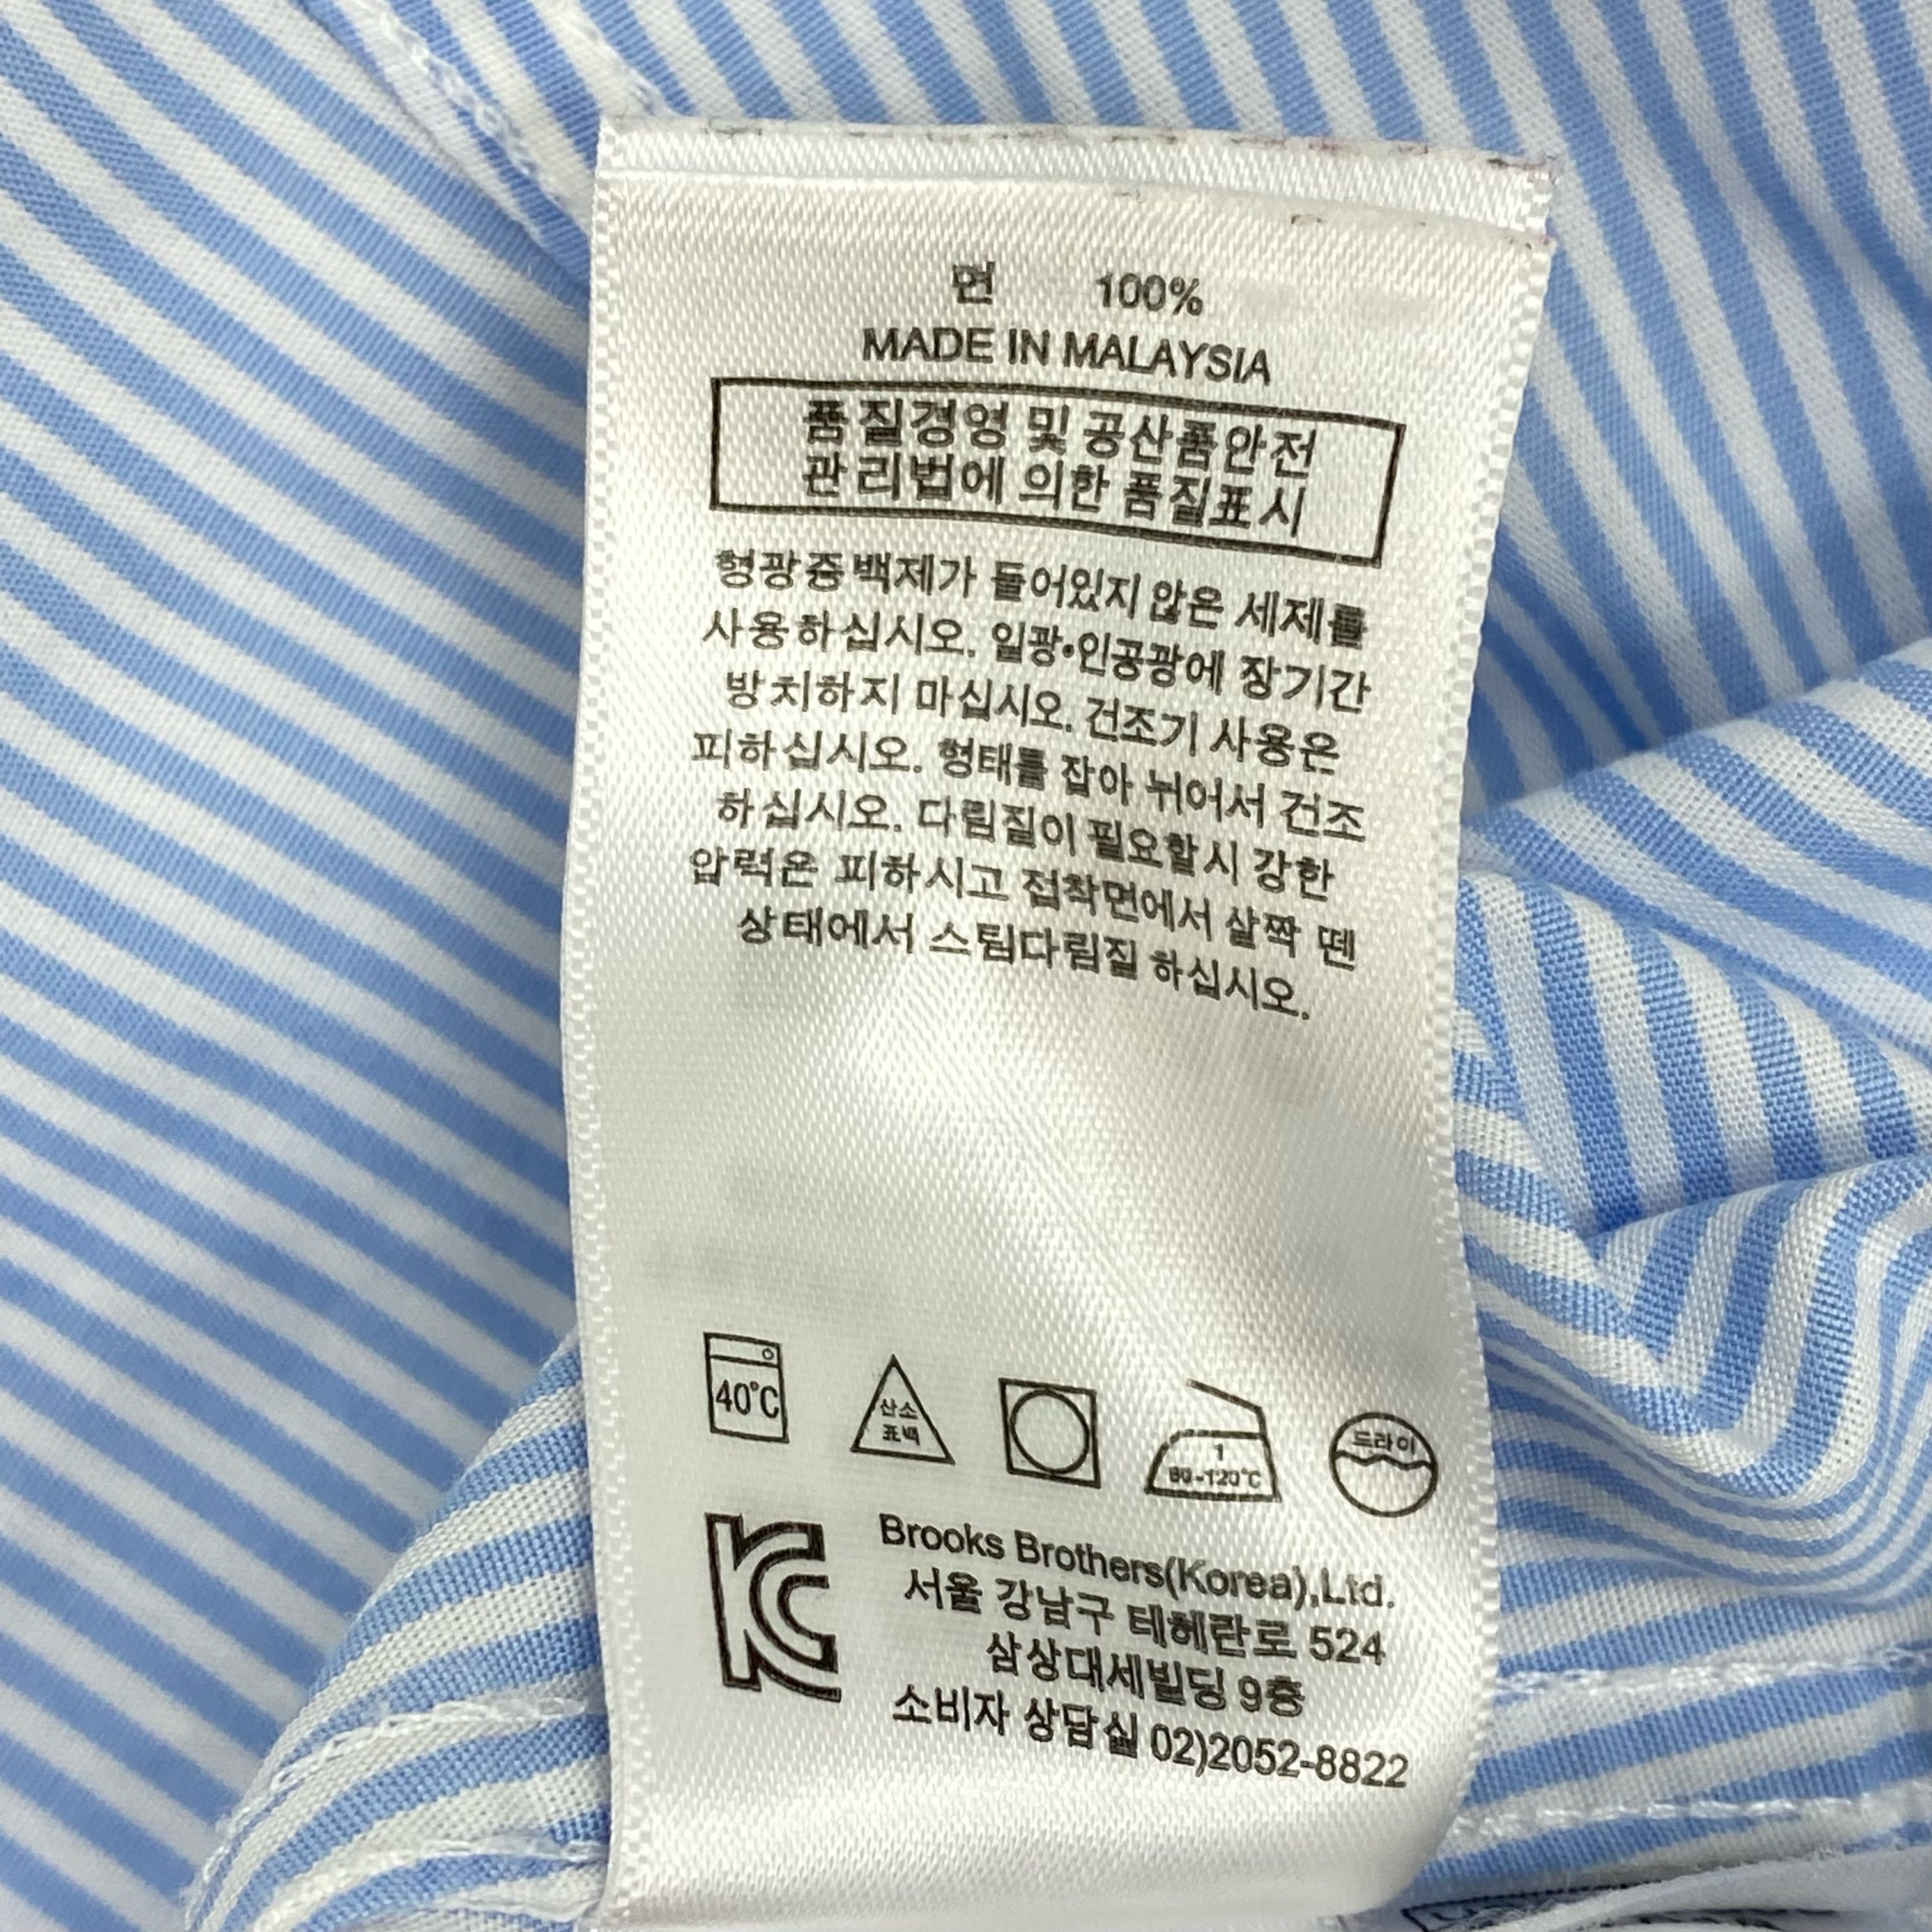 면 100%
MADE IN MALAYSIA
품질경영 및 공산품안전
관리법에 의한 품질표시
형광증백제가 들어있지 않은 세제를
사용하십시오. 일광•인공광에 장기간
방치하지 마십시오. 건조기 사용은
피하십시오. 형태를 잡아 뉘어서 건조
하십시오. 다림질이 필요할시 강한
압력은 피하시고 접착면에서 살짝 뗀
상태에서 스팀다림질 하십시오.
40°C
산소
표백
1
80-120°C
드라이
KC
Brooks Brothers(Korea),Ltd.
서울 강남구 테헤란로 524
삼상대세빌딩 9층
소비자 상담실 02)2052-8822